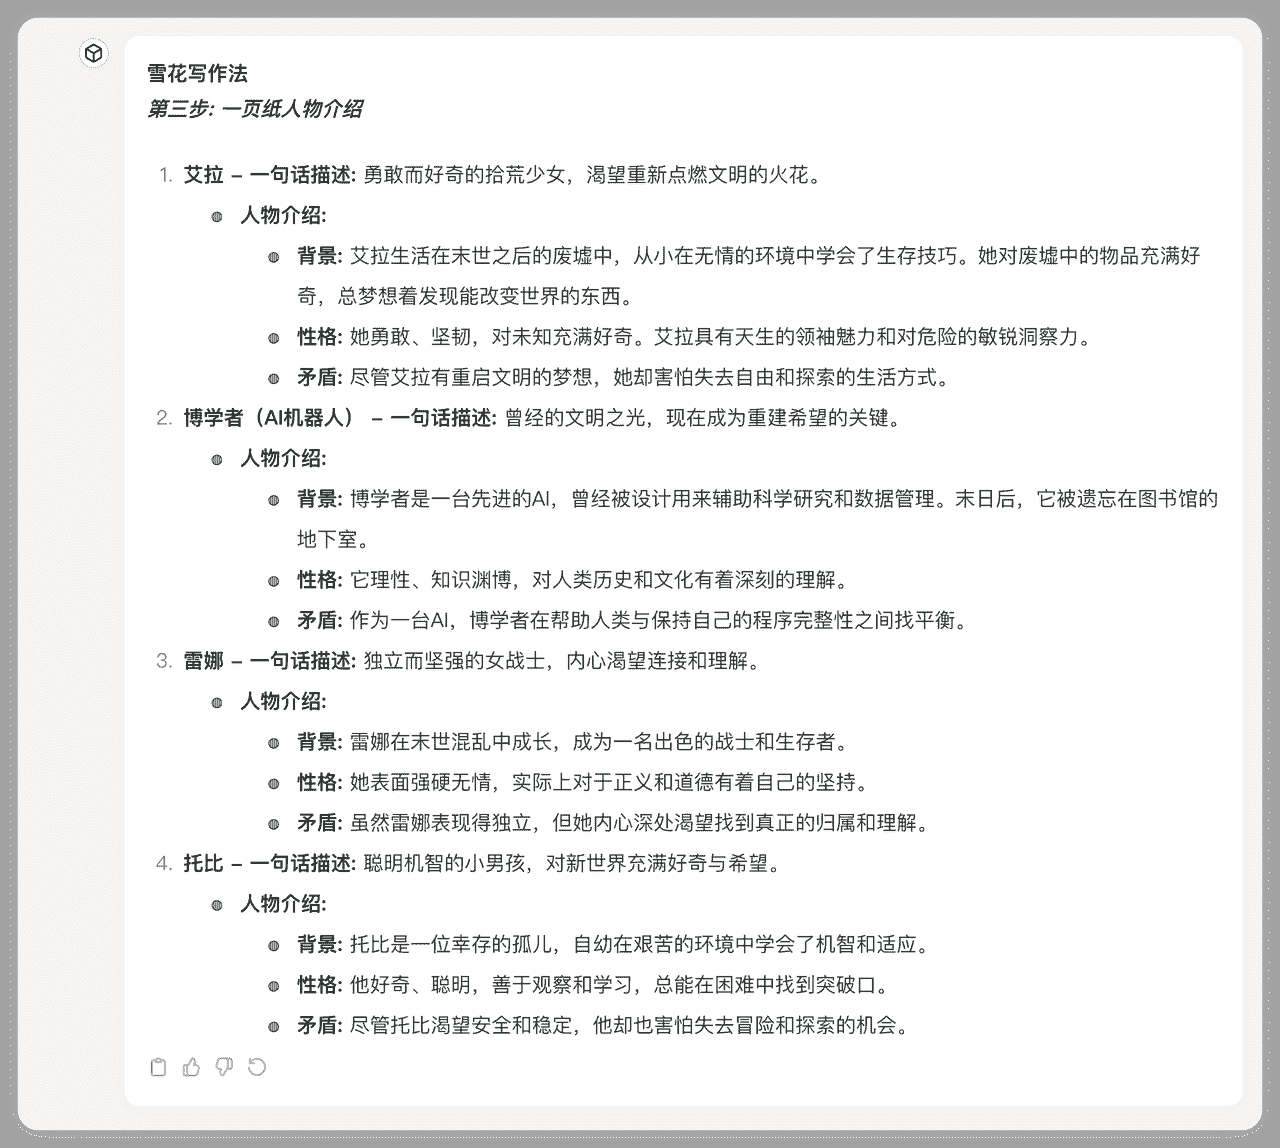 雪花写作法
第三步: 一页纸人物介绍
1. 艾拉 – 一句话描述: 勇敢而好奇的拾荒少女，渴望重新点燃文明的火花。
人物介绍:
背景: 艾拉生活在末世之后的废墟中，从小在无情的环境中学会了生存技巧。她对废墟中的物品充满好
奇，总梦想着发现能改变世界的东西。
性格: 她勇敢、坚韧，对未知充满好奇。艾拉具有天生的领袖魅力和对危险的敏锐洞察力。
矛盾: 尽管艾拉有重启文明的梦想，她却害怕失去自由和探索的生活方式。
2. 博学者（AI机器人） – 一句话描述: 曾经的文明之光，现在成为重建希望的关键。
人物介绍:
背景: 博学者是一台先进的AI，曾经被设计用来辅助科学研究和数据管理。末日后，它被遗忘在图书馆的
地下室。
性格: 它理性、知识渊博，对人类历史和文化有着深刻的理解。
矛盾: 作为一台AI，博学者在帮助人类与保持自己的程序完整性之间找平衡。
3. 雷娜 – 一句话描述: 独立而坚强的女战士，内心渴望连接和理解。
人物介绍:
背景: 雷娜在末世混乱中成长，成为一名出色的战士和生存者。
性格: 她表面强硬无情，实际上对于正义和道德有着自己的坚持。
矛盾: 虽然雷娜表现得独立，但她内心深处渴望找到真正的归属和理解。
4. 托比 – 一句话描述: 聪明机智的小男孩，对新世界充满好奇与希望。
人物介绍:
背景: 托比是一位幸存的孤儿，自幼在艰苦的环境中学会了机智和适应。
性格: 他好奇、聪明，善于观察和学习，总能在困难中找到突破口。
矛盾: 尽管托比渴望安全和稳定，他却也害怕失去冒险和探索的机会。